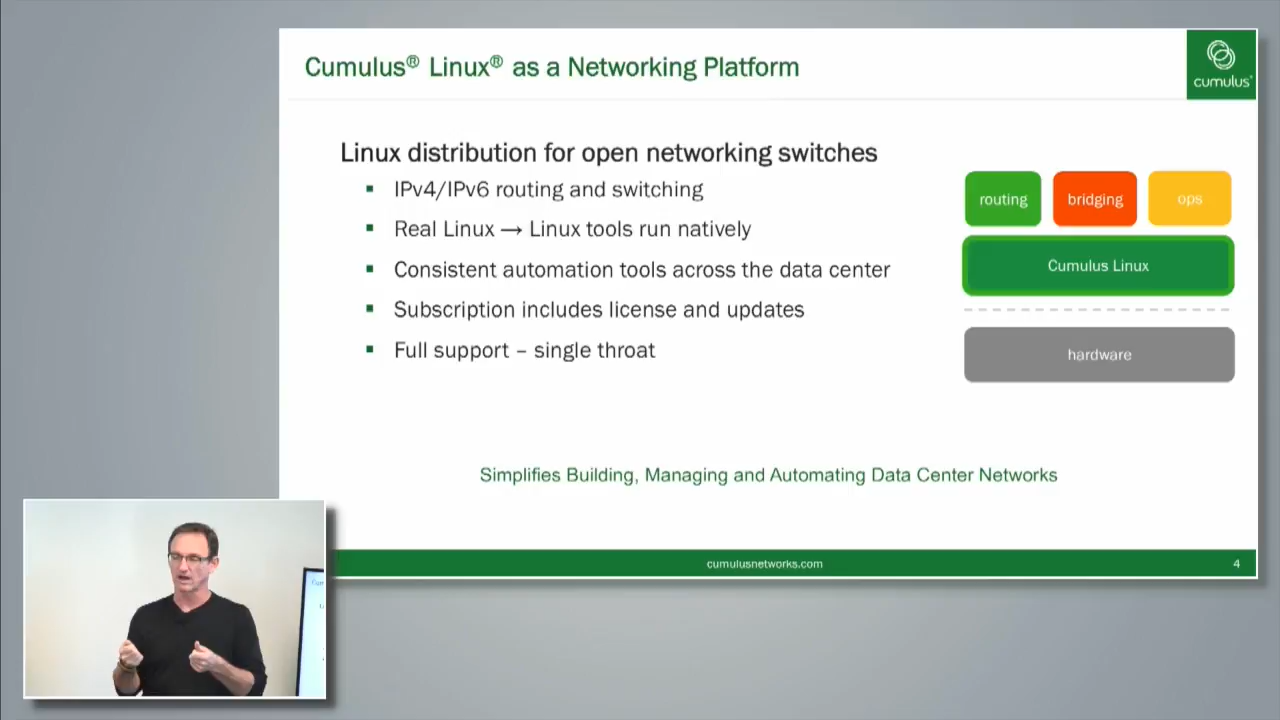 Cumulus® Linux® as a Networking Platform
cumulus®
Linux distribution for open networking switches
▪ IPv4/IPv6 routing and switching
▪ Real Linux → Linux tools run natively
▪ Consistent automation tools across the data center
▪ Subscription includes license and updates
▪ Full support – single throat
routing bridging ops
Cumulus Linux
hardware
Simplifies Building, Managing and Automating Data Center Networks
cumulusnetworks.com 4